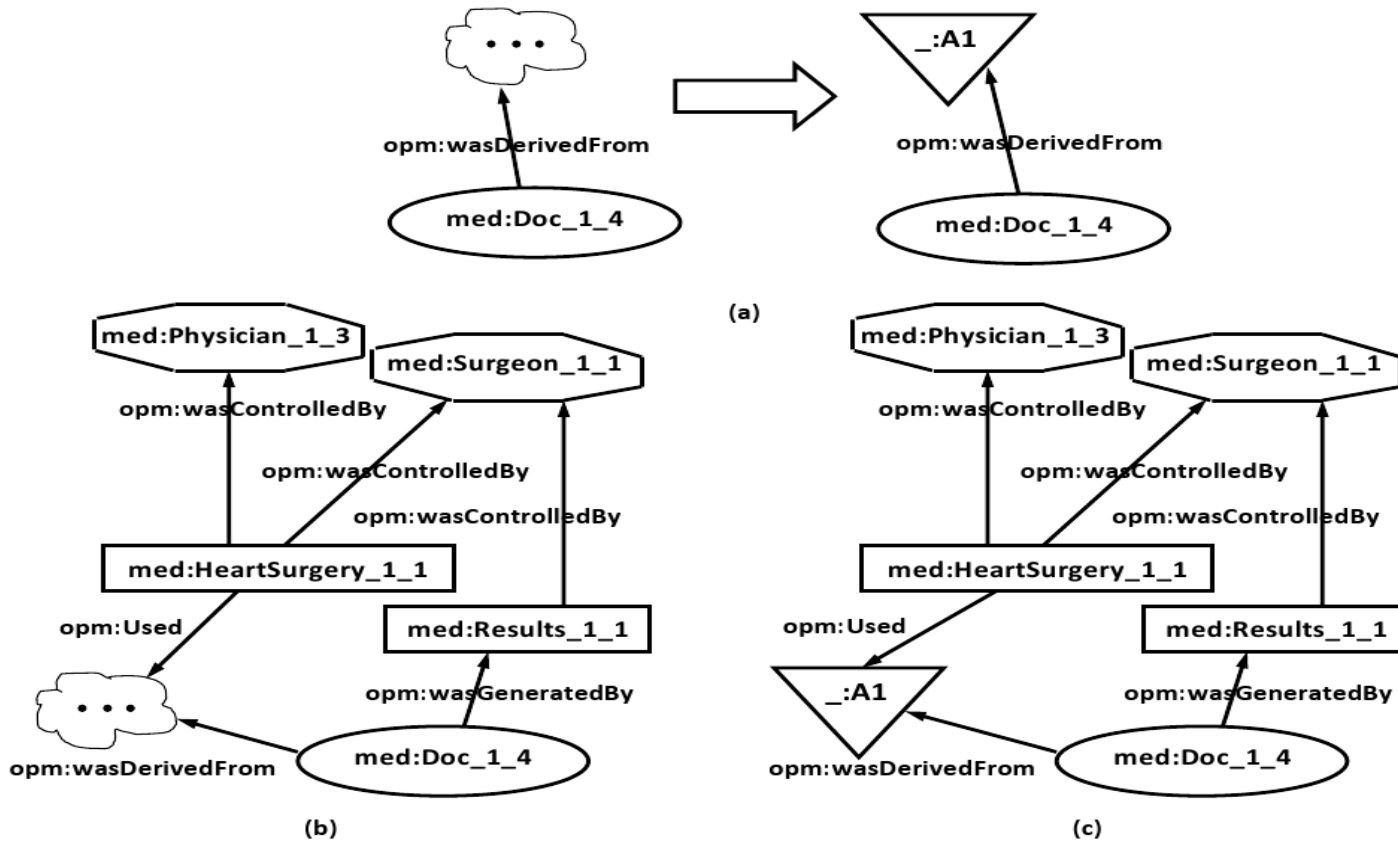 • • •
_:A1
opm:wasDerivedFrom
opm:wasDerivedFrom
med:Doc_1_4
med:Doc_1_4
(a)
med:Physician_1_3
med:Surgeon_1_1
opm:wasControlledBy
opm:wasControlledBy
opm:wasControlledBy
med:HeartSurgery_1_1
opm:Used
med:Results_1_1
• • •
opm:wasGeneratedBy
med:Doc_1_4
opm:wasDerivedFrom
(b)
med:Physician_1_3
med:Surgeon_1_1
opm:wasControlledBy
opm:wasControlledBy
opm:wasControlledBy
med:HeartSurgery_1_1
opm:Used
med:Results_1_1
_:A1
opm:wasGeneratedBy
med:Doc_1_4
opm:wasDerivedFrom
(c)